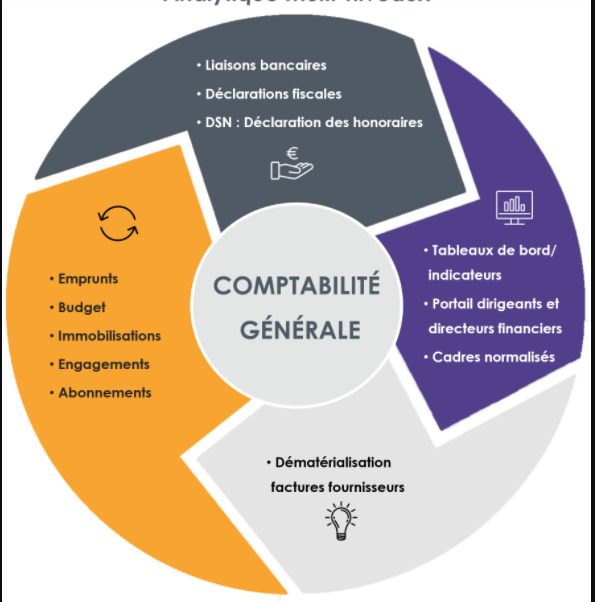 • Liaisons bancaires
• Déclarations fiscales
• DSN : Déclaration des honoraires
€
• Tableaux de bord/
indicateurs
• Portail dirigeants et
directeurs financiers
• Cadres normalisés
• Emprunts
• Budget
• Immobilisations
• Engagements
• Abonnements
COMPTABILITÉ
GÉNÉRALE
• Dématérialisation
factures fournisseurs